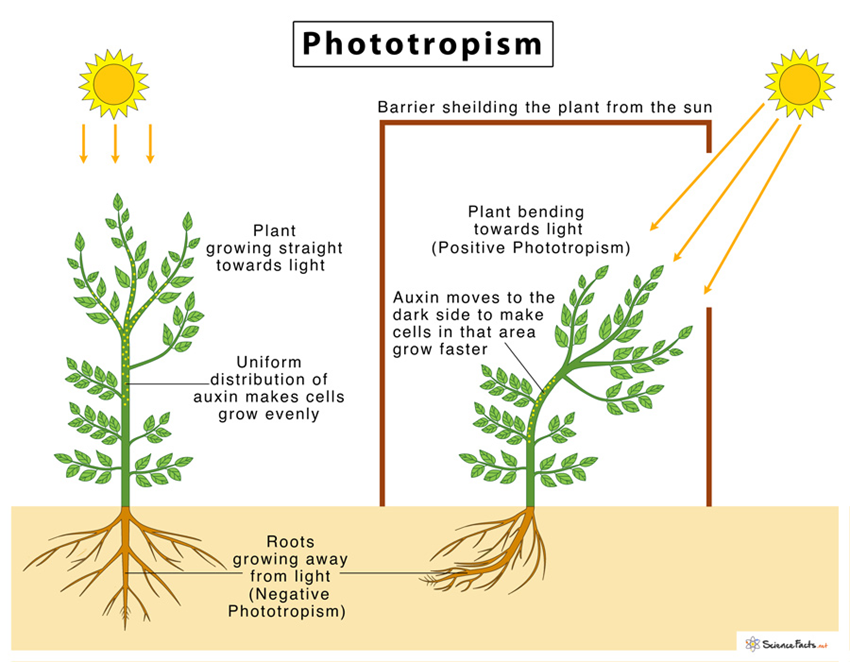 Phototropism
Barrier sheilding the plant from the sun
Plant
growing straight
towards light
Plant bending
towards light
(Positive Phototropism)
Auxin moves to the
dark side to make
cells in that area
grow faster
Uniform
distribution of
auxin makes cells
grow evenly
Roots
growing away
from light
(Negative
Phototropism)
ScienceFacts.net